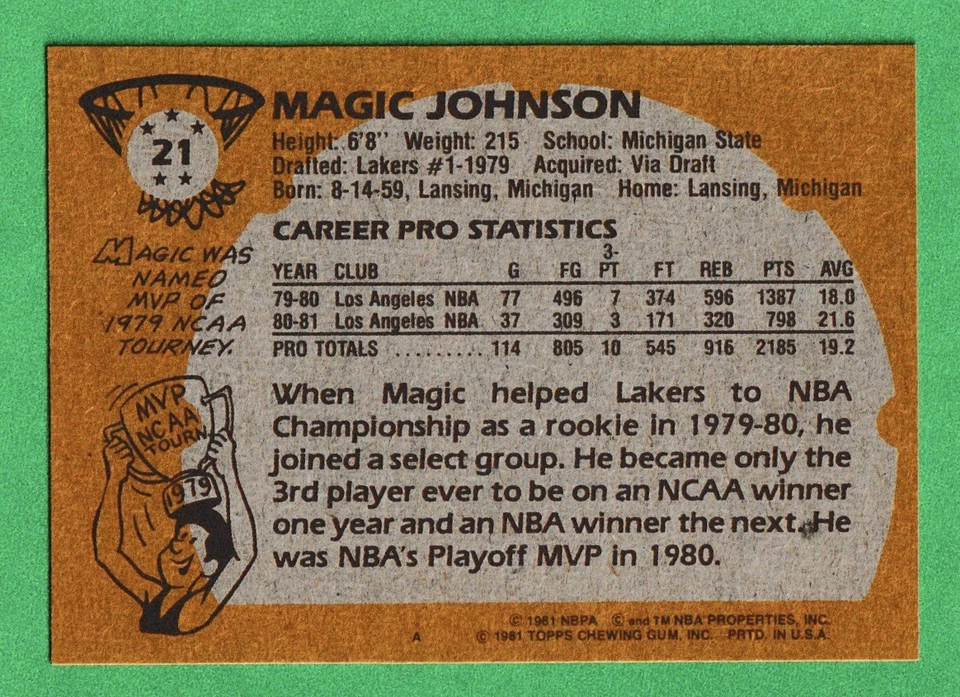 21
MAGIC JOHNSON
Height: 6'8'' Weight: 215 School: Michigan State
Drafted: Lakers #1-1979 Acquired: Via Draft
Born: 8-14-59, Lansing, Michigan Home: Lansing, Michigan
MAGIC WAS
NAMED
MVP OF
1979 NCAA
TOURNEY.
MVP
NCAA
TOURN.
1979
CAREER PRO STATISTICS
YEAR CLUB G FG 3-PT FT REB PTS AVG
79-80 Los Angeles NBA 77 496 7 374 596 1387 18.0
80-81 Los Angeles NBA 37 309 3 171 320 798 21.6
PRO TOTALS ......... 114 805 10 545 916 2185 19.2
When Magic helped Lakers to NBA
Championship as a rookie in 1979-80, he
joined a select group. He became only the
3rd player ever to be on an NCAA winner
one year and an NBA winner the next. He
was NBA's Playoff MVP in 1980.
© 1981 NBPA © and TM NBA PROPERTIES, INC.
A © 1981 TOPPS CHEWING GUM, INC. PRTD. IN U.S.A.